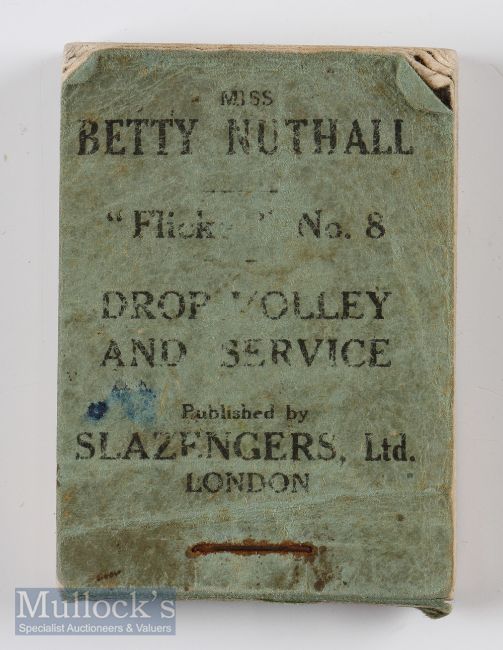 MISS
BETTY NUTHALL
No. 8
DROP VOLLEY
AND SERVICE
Published by
SLAZENGERS, Ltd.
LONDON
Mullock's
Specialist Auctioneers & Valuers